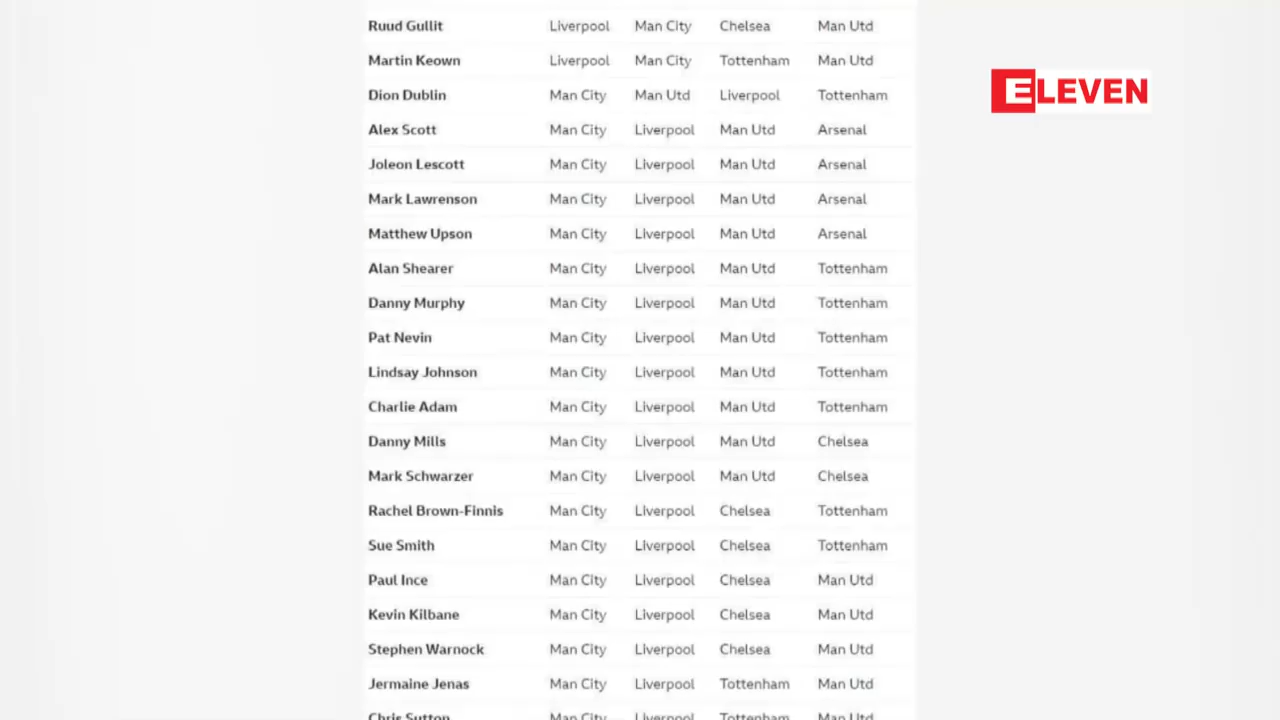 Ruud Gullit Liverpool Man City Chelsea Man Utd
ELEVEN
Martin Keown Liverpool Man City Tottenham Man Utd
Dion Dublin Man City Man Utd Liverpool Tottenham
Alex Scott Man City Liverpool Man Utd Arsenal
Joleon Lescott Man City Liverpool Man Utd Arsenal
Mark Lawrenson Man City Liverpool Man Utd Arsenal
Matthew Upson Man City Liverpool Man Utd Arsenal
Alan Shearer Man City Liverpool Man Utd Tottenham
Danny Murphy Man City Liverpool Man Utd Tottenham
Pat Nevin Man City Liverpool Man Utd Tottenham
Lindsay Johnson Man City Liverpool Man Utd Tottenham
Charlie Adam Man City Liverpool Man Utd Tottenham
Danny Mills Man City Liverpool Man Utd Chelsea
Mark Schwarzer Man City Liverpool Man Utd Chelsea
Rachel Brown-Finnis Man City Liverpool Chelsea Tottenham
Sue Smith Man City Liverpool Chelsea Tottenham
Paul Ince Man City Liverpool Chelsea Man Utd
Kevin Kilbane Man City Liverpool Chelsea Man Utd
Stephen Warnock Man City Liverpool Chelsea Man Utd
Jermaine Jenas Man City Liverpool Tottenham Man Utd
Chris Sutton Man City Liverpool Tottenham Man Utd